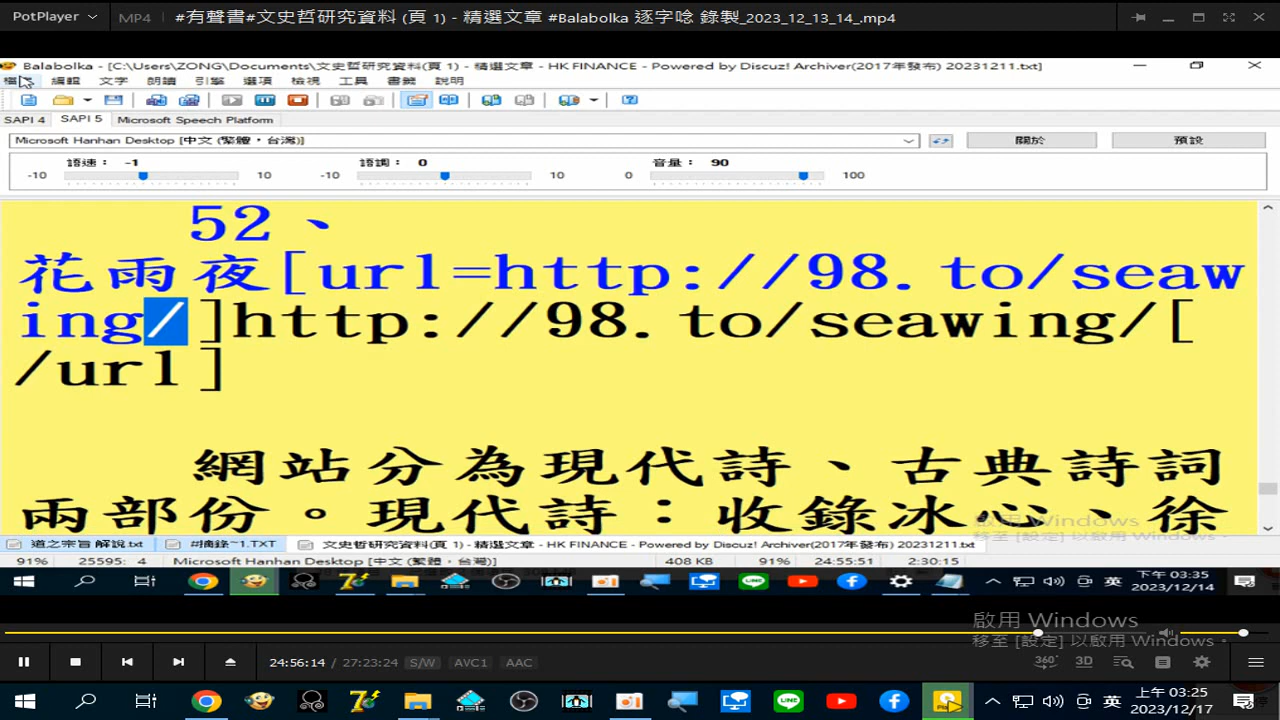 PotPlayer MP4 #有聲書#文史哲研究資料 (頁 1) - 精選文章 #Balabolka 逐字唸 錄製_2023_12_13_14_.mp4
Balabolka - [C:\Users\ZONG\Documents\文史哲研究資料(頁 1) - 精選文章 - HK FINANCE - Powered by Discuz! Archiver(2017年發布) 20231211.txt]
檔案 編輯 文字 朗讀 引擎 選項 檢視 工具 書籤 說明
SAPI 4 SAPI 5 Microsoft Speech Platform
Microsoft Hanhan Desktop [中文 (繁體，台灣)] 關於 預設
語速： -1 語調： 0 音量： 90
-10 10 -10 10 0 100
52、
花雨夜[url=http://98.to/seaw
ing/]http://98.to/seawing/[
/url]
網站分為現代詩、古典詩詞
兩部份。現代詩：收錄冰心、徐
啟用 Windows
移至 [設定] 以啟用 Windows。
道之宗旨 解說.txt #摘錄~1.TXT 文史哲研究資料(頁 1) - 精選文章 - HK FINANCE - Powered by Discuz! Archiver(2017年發布) 20231211.txt
91% 25595: 4 Microsoft Hanhan Desktop [中文 (繁體，台灣)] 408 KB 91% 24:55:51 2:30:15
英 下午 03:35
2023/12/14
啟用 Windows
移至 [設定] 以啟用 Windows。
24:56:14 / 27:23:24 S/W AVC1 AAC 360° 3D
英 上午 03:25
2023/12/17